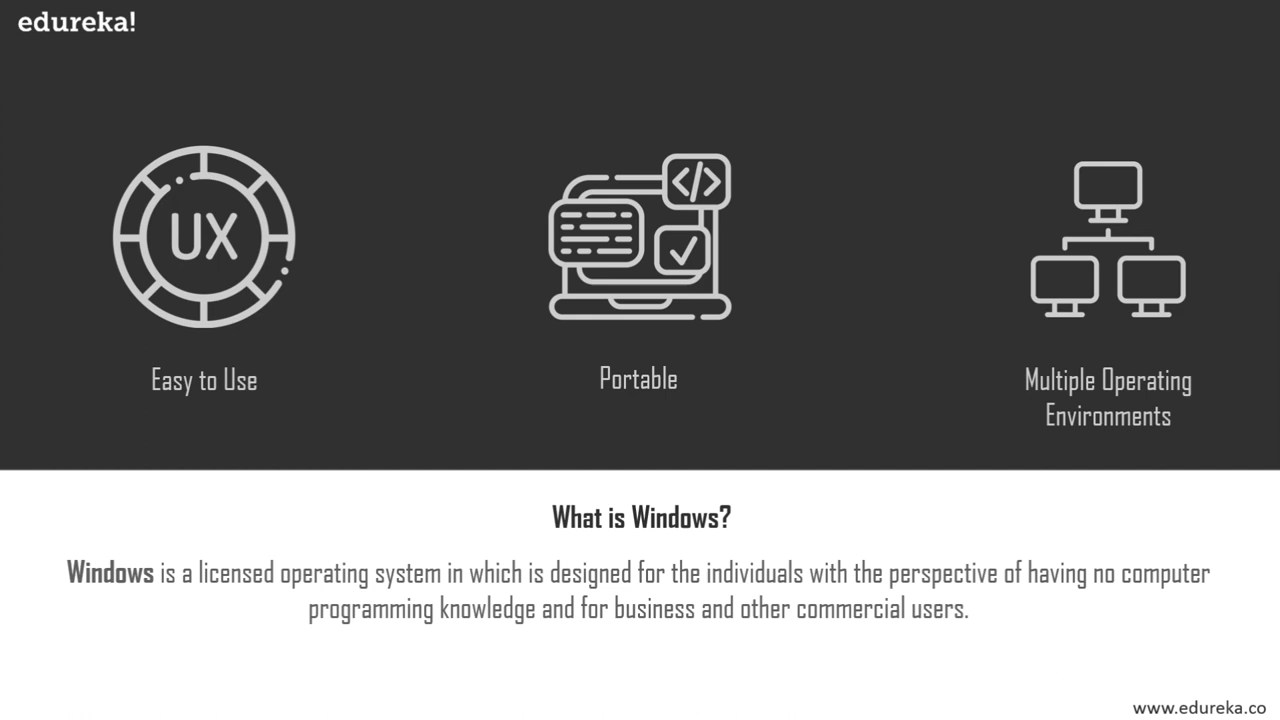 edureka!
UX
</>
Easy to Use
Portable
Multiple Operating
Environments
What is Windows?
Windows is a licensed operating system in which is designed for the individuals with the perspective of having no computer
programming knowledge and for business and other commercial users.
www.edureka.co